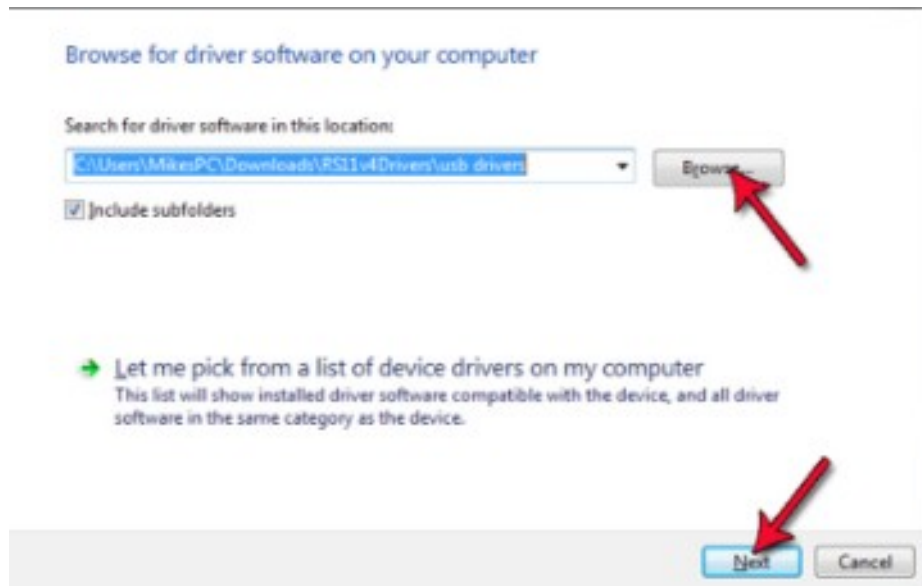 Browse for driver software on your computer
Search for driver software in this location:
C:\Users\MikesPC\Downloads\RS11v4Drivers\usb drivers
Browse...
Include subfolders
Let me pick from a list of device drivers on my computer
This list will show installed driver software compatible with the device, and all driver
software in the same category as the device.
Next
Cancel